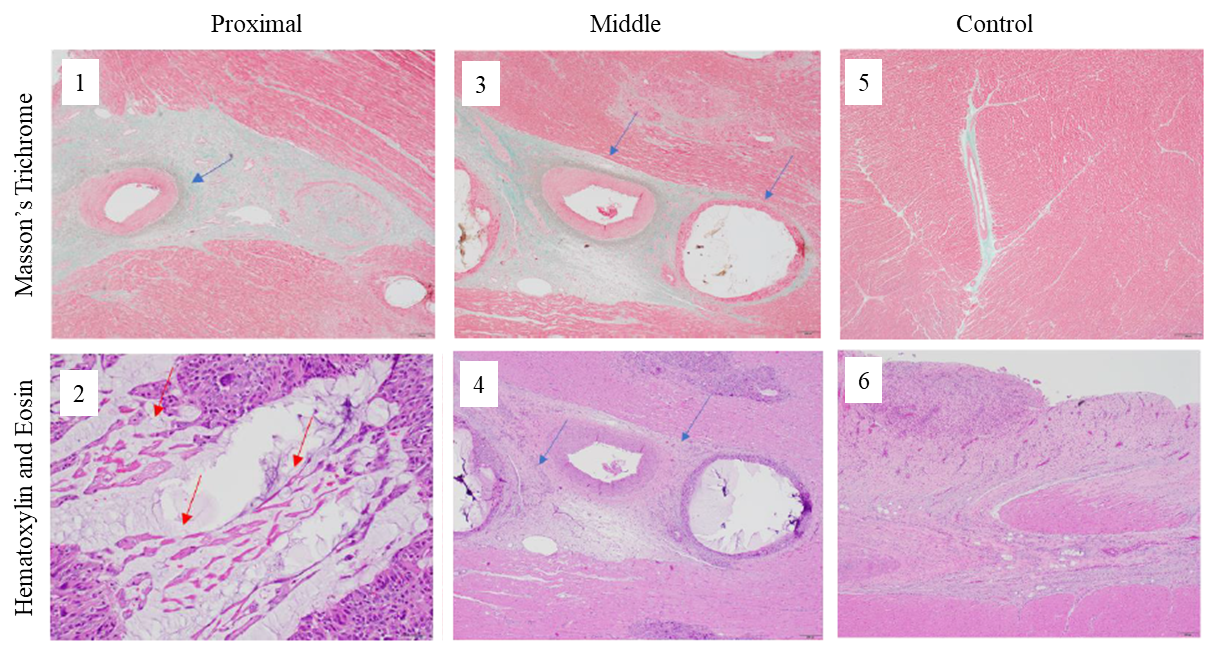 Proximal
Middle
Control
Masson’s Trichrome
1
3
5
Hematoxylin and Eosin
2
4
6